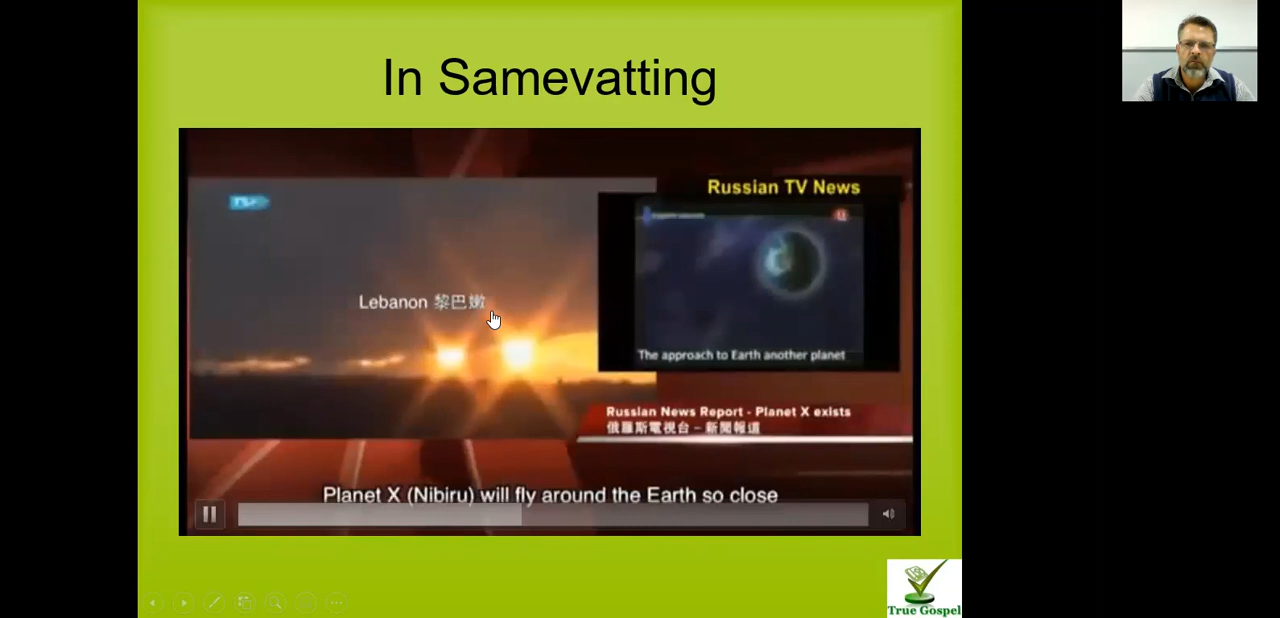 In Samevatting
Russian TV News
Lebanon 黎巴嫩
The approach to Earth another planet
Russian News Report - Planet X exists
俄羅斯電視台 – 新聞報道
Planet X (Nibiru) will fly around the Earth so close
True Gospel